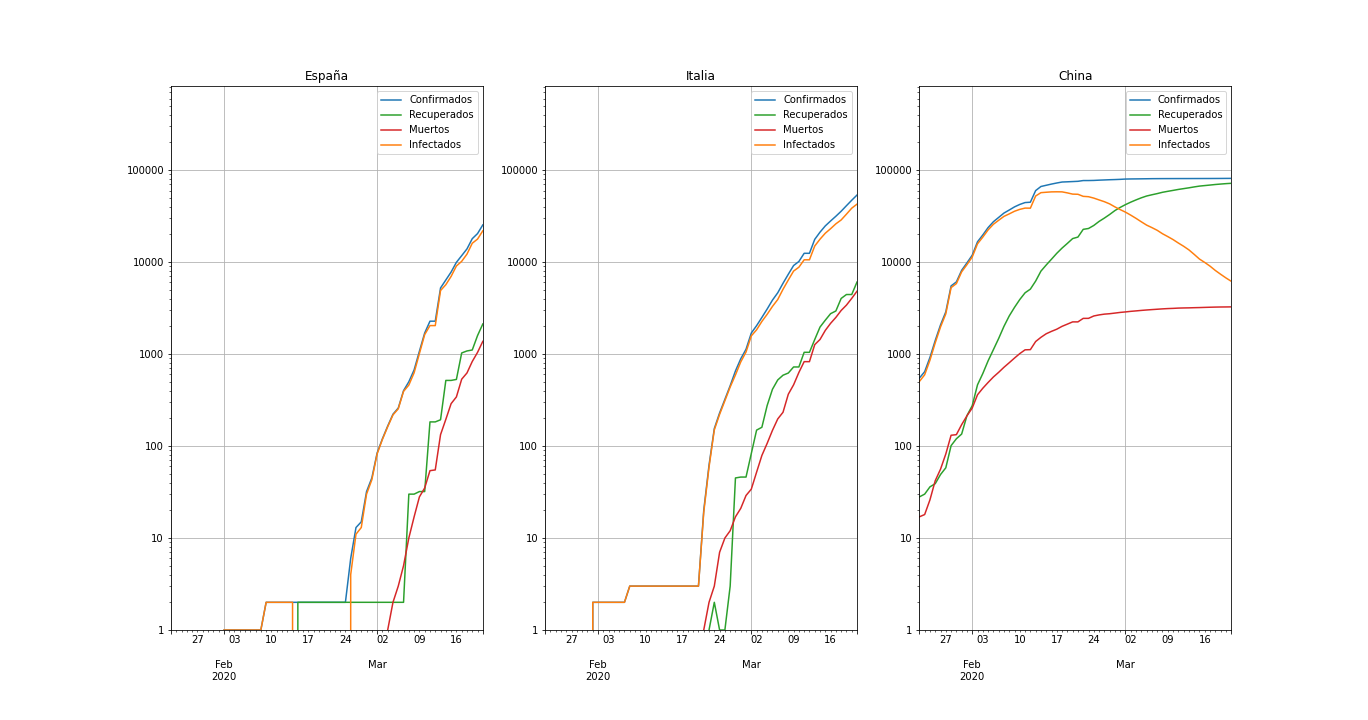 España
Confirmados
Recuperados
Muertos
Infectados
100000
10000
1000
100
10
1
27 03 10 17 24 02 09 16
Feb Mar
2020
Italia
Confirmados
Recuperados
Muertos
Infectados
100000
10000
1000
100
10
1
27 03 10 17 24 02 09 16
Feb Mar
2020
China
Confirmados
Recuperados
Muertos
Infectados
100000
10000
1000
100
10
1
27 03 10 17 24 02 09 16
Feb Mar
2020